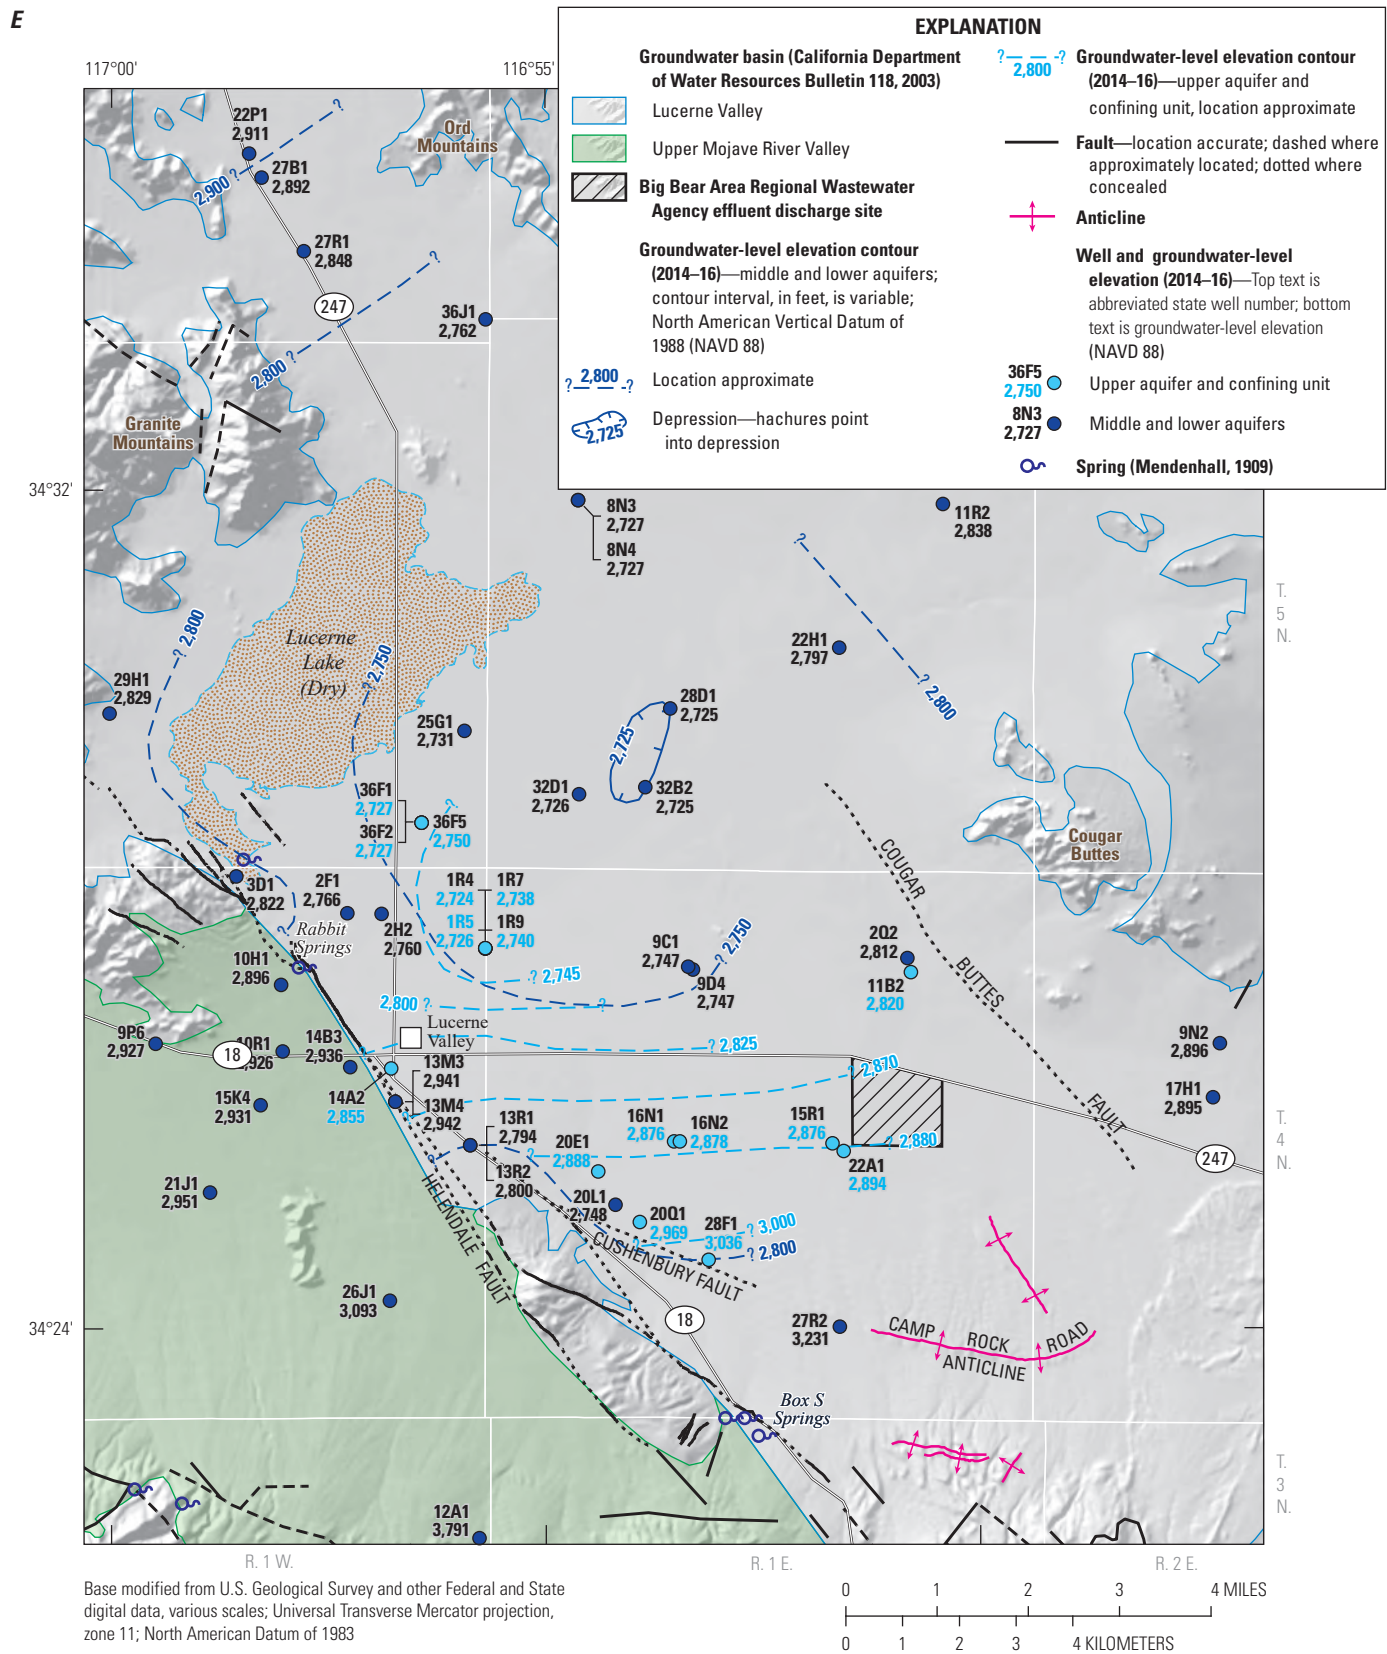 E
EXPLANATION
Groundwater basin (California Department
of Water Resources Bulletin 118, 2003)
Lucerne Valley
Upper Mojave River Valley
Big Bear Area Regional Wastewater
Agency effluent discharge site
Groundwater-level elevation contour
(2014–16)—middle and lower aquifers;
contour interval, in feet, is variable;
North American Vertical Datum of
1988 (NAVD 88)
? 2,800 ?
Location approximate
2,725
Depression—hachures point
into depression
? ?
2,800
Groundwater-level elevation contour
(2014–16)—upper aquifer and
confining unit, location approximate
Fault—location accurate; dashed where
approximately located; dotted where
concealed
Anticline
Well and groundwater-level
elevation (2014–16)—Top text is
abbreviated state well number; bottom
text is groundwater-level elevation
(NAVD 88)
36F5
2,750
Upper aquifer and confining unit
8N3
2,727
Middle and lower aquifers
Spring (Mendenhall, 1909)
117°00'
116°55'
22P1
2,911
?
Ord
Mountains
27B1
2,892
2,900 ?
27R1
2,848
?
247
36J1
2,762
2,800 ?
Granite
Mountains
34°32'
8N3
2,727
8N4
2,727
11R2
2,838
?
T.
5
N.
2,800
?
Lucerne
Lake
(Dry)
2,750
?
22H1
2,797
29H1
2,829
? 2,800
28D1
2,725
25G1
2,731
2,725
36F1
2,727
32D1
2,726
32B2
2,725
?
36F2
2,727
36F5
2,750
Cougar
Buttes
COUGAR
BUTTES
FAULT
3D1
2,822
2F1
2,766
1R4
2,724
1R7
2,738
1R5
2,726
1R9
2,740
2H2
2,760
?
Rabbit
Springs
10H1
2,896
9C1
2,747
2,750
?
9D4
2,747
2Q2
2,812
11B2
2,820
? 2,745
2,800 ?
?
Lucerne
Valley
9P6
2,927
18
10R1
2,926
14B3
2,936
? 2,825
9N2
2,896
? 2,870
13M3
2,941
15K4
2,931
14A2
2,855
13M4
2,942
?
17H1
2,895
T.
4
N.
13R1
2,794
16N1
2,876
16N2
2,878
15R1
2,876
? 2,880
20E1
2,888
?
?
22A1
2,894
247
21J1
2,951
13R2
2,800
20L1
2,748
20Q1
2,969
28F1
3,036
? 3,000
?
? 2,800
HELENDALE FAULT
CUSHENBURY FAULT
26J1
3,093
18
27R2
3,231
CAMP ROCK ROAD
ANTICLINE
34°24'
Box S
Springs
T.
3
N.
12A1
3,791
R. 1 W.
R. 1 E.
R. 2 E.
Base modified from U.S. Geological Survey and other Federal and State
digital data, various scales; Universal Transverse Mercator projection,
zone 11; North American Datum of 1983
0 1 2 3 4 MILES
0 1 2 3 4 KILOMETERS